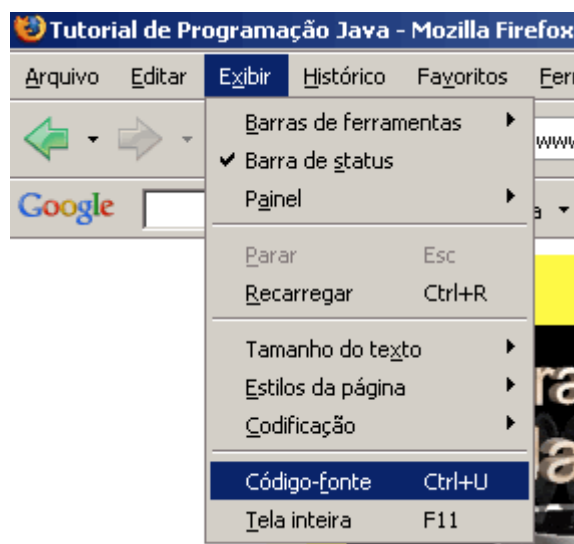 Tutorial de Programação Java - Mozilla Firefox
Arquivo Editar Exibir Histórico Favoritos
Barras de ferramentas
www
Barra de status
Google
Painel
Parar Esc
Recarregar Ctrl+R
Tamanho do texto
Estilos da página
Codificação
Código-fonte Ctrl+U
Tela inteira F11